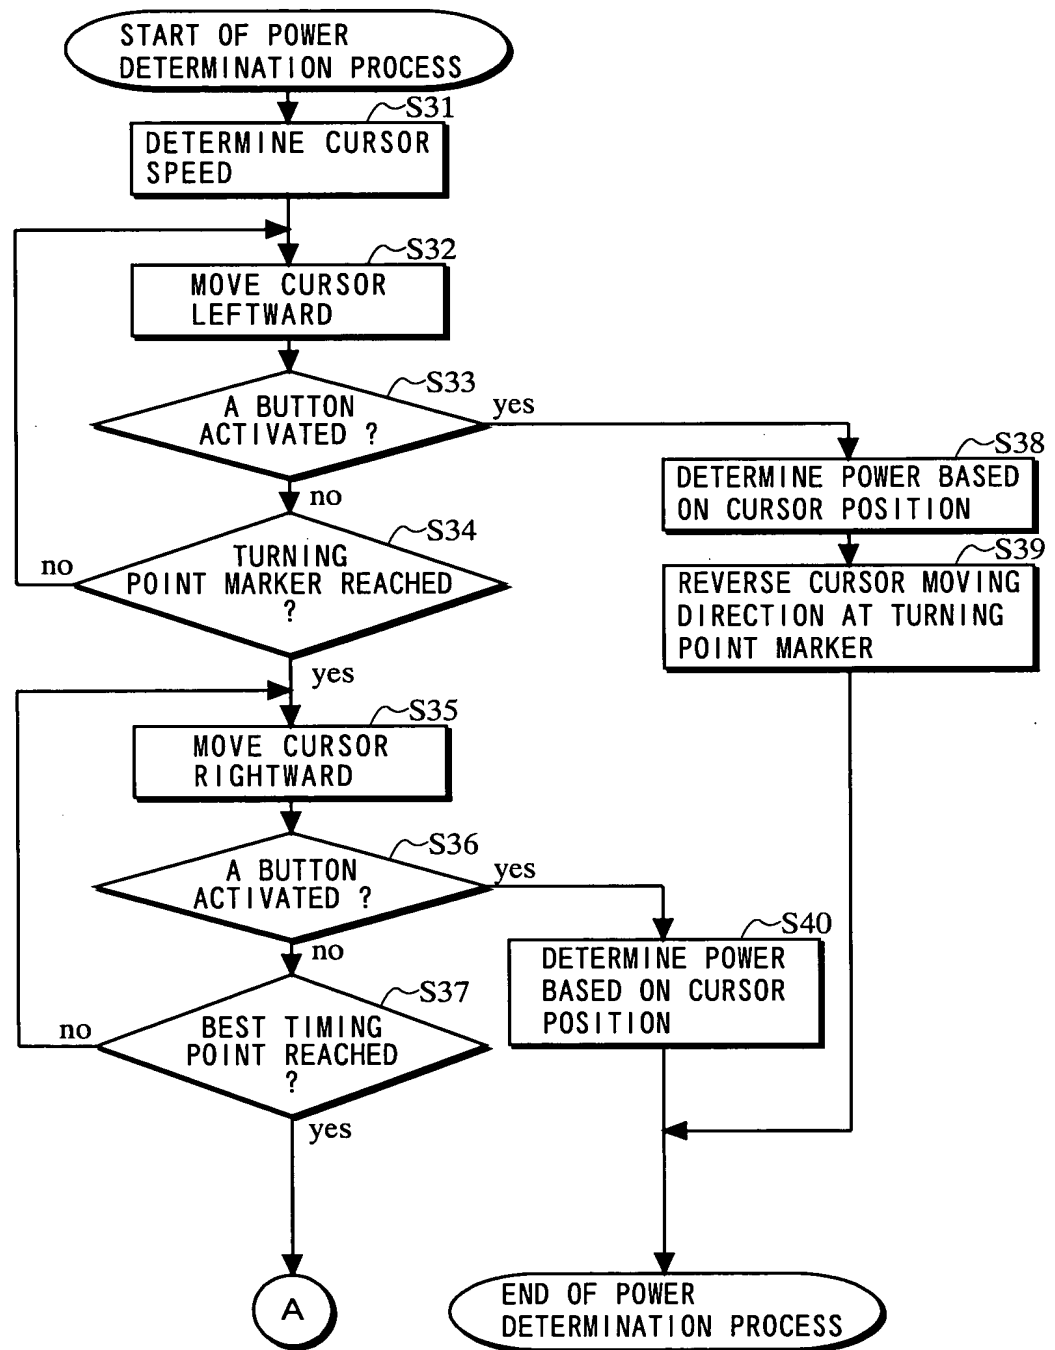 START OF POWER
DETERMINATION PROCESS
S31
DETERMINE CURSOR
SPEED
S32
MOVE CURSOR
LEFTWARD
S33
A BUTTON
ACTIVATED ?
yes
no
S38
DETERMINE POWER BASED
ON CURSOR POSITION
S34
TURNING
POINT MARKER REACHED
?
no
yes
S39
REVERSE CURSOR MOVING
DIRECTION AT TURNING
POINT MARKER
S35
MOVE CURSOR
RIGHTWARD
S36
A BUTTON
ACTIVATED ?
yes
no
S40
DETERMINE POWER
BASED ON CURSOR
POSITION
S37
BEST TIMING
POINT REACHED
?
no
yes
A
END OF POWER
DETERMINATION PROCESS